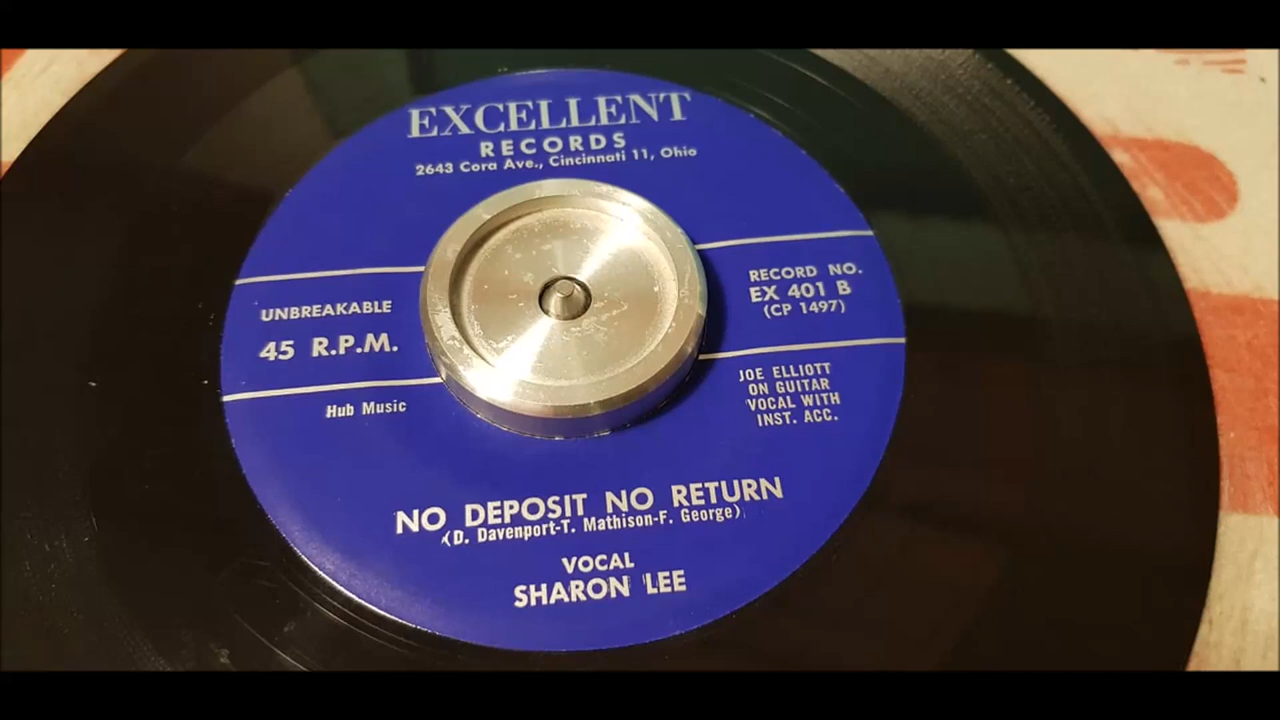 EXCELLENT
RECORDS
2643 Cora Ave., Cincinnati 11, Ohio
UNBREAKABLE
45 R.P.M.
Hub Music
RECORD NO.
EX 401 B
(CP 1497)
JOE ELLIOTT
ON GUITAR
VOCAL WITH
INST. ACC.
NO DEPOSIT NO RETURN
(D. Davenport-T. Mathison-F. George)
VOCAL
SHARON LEE